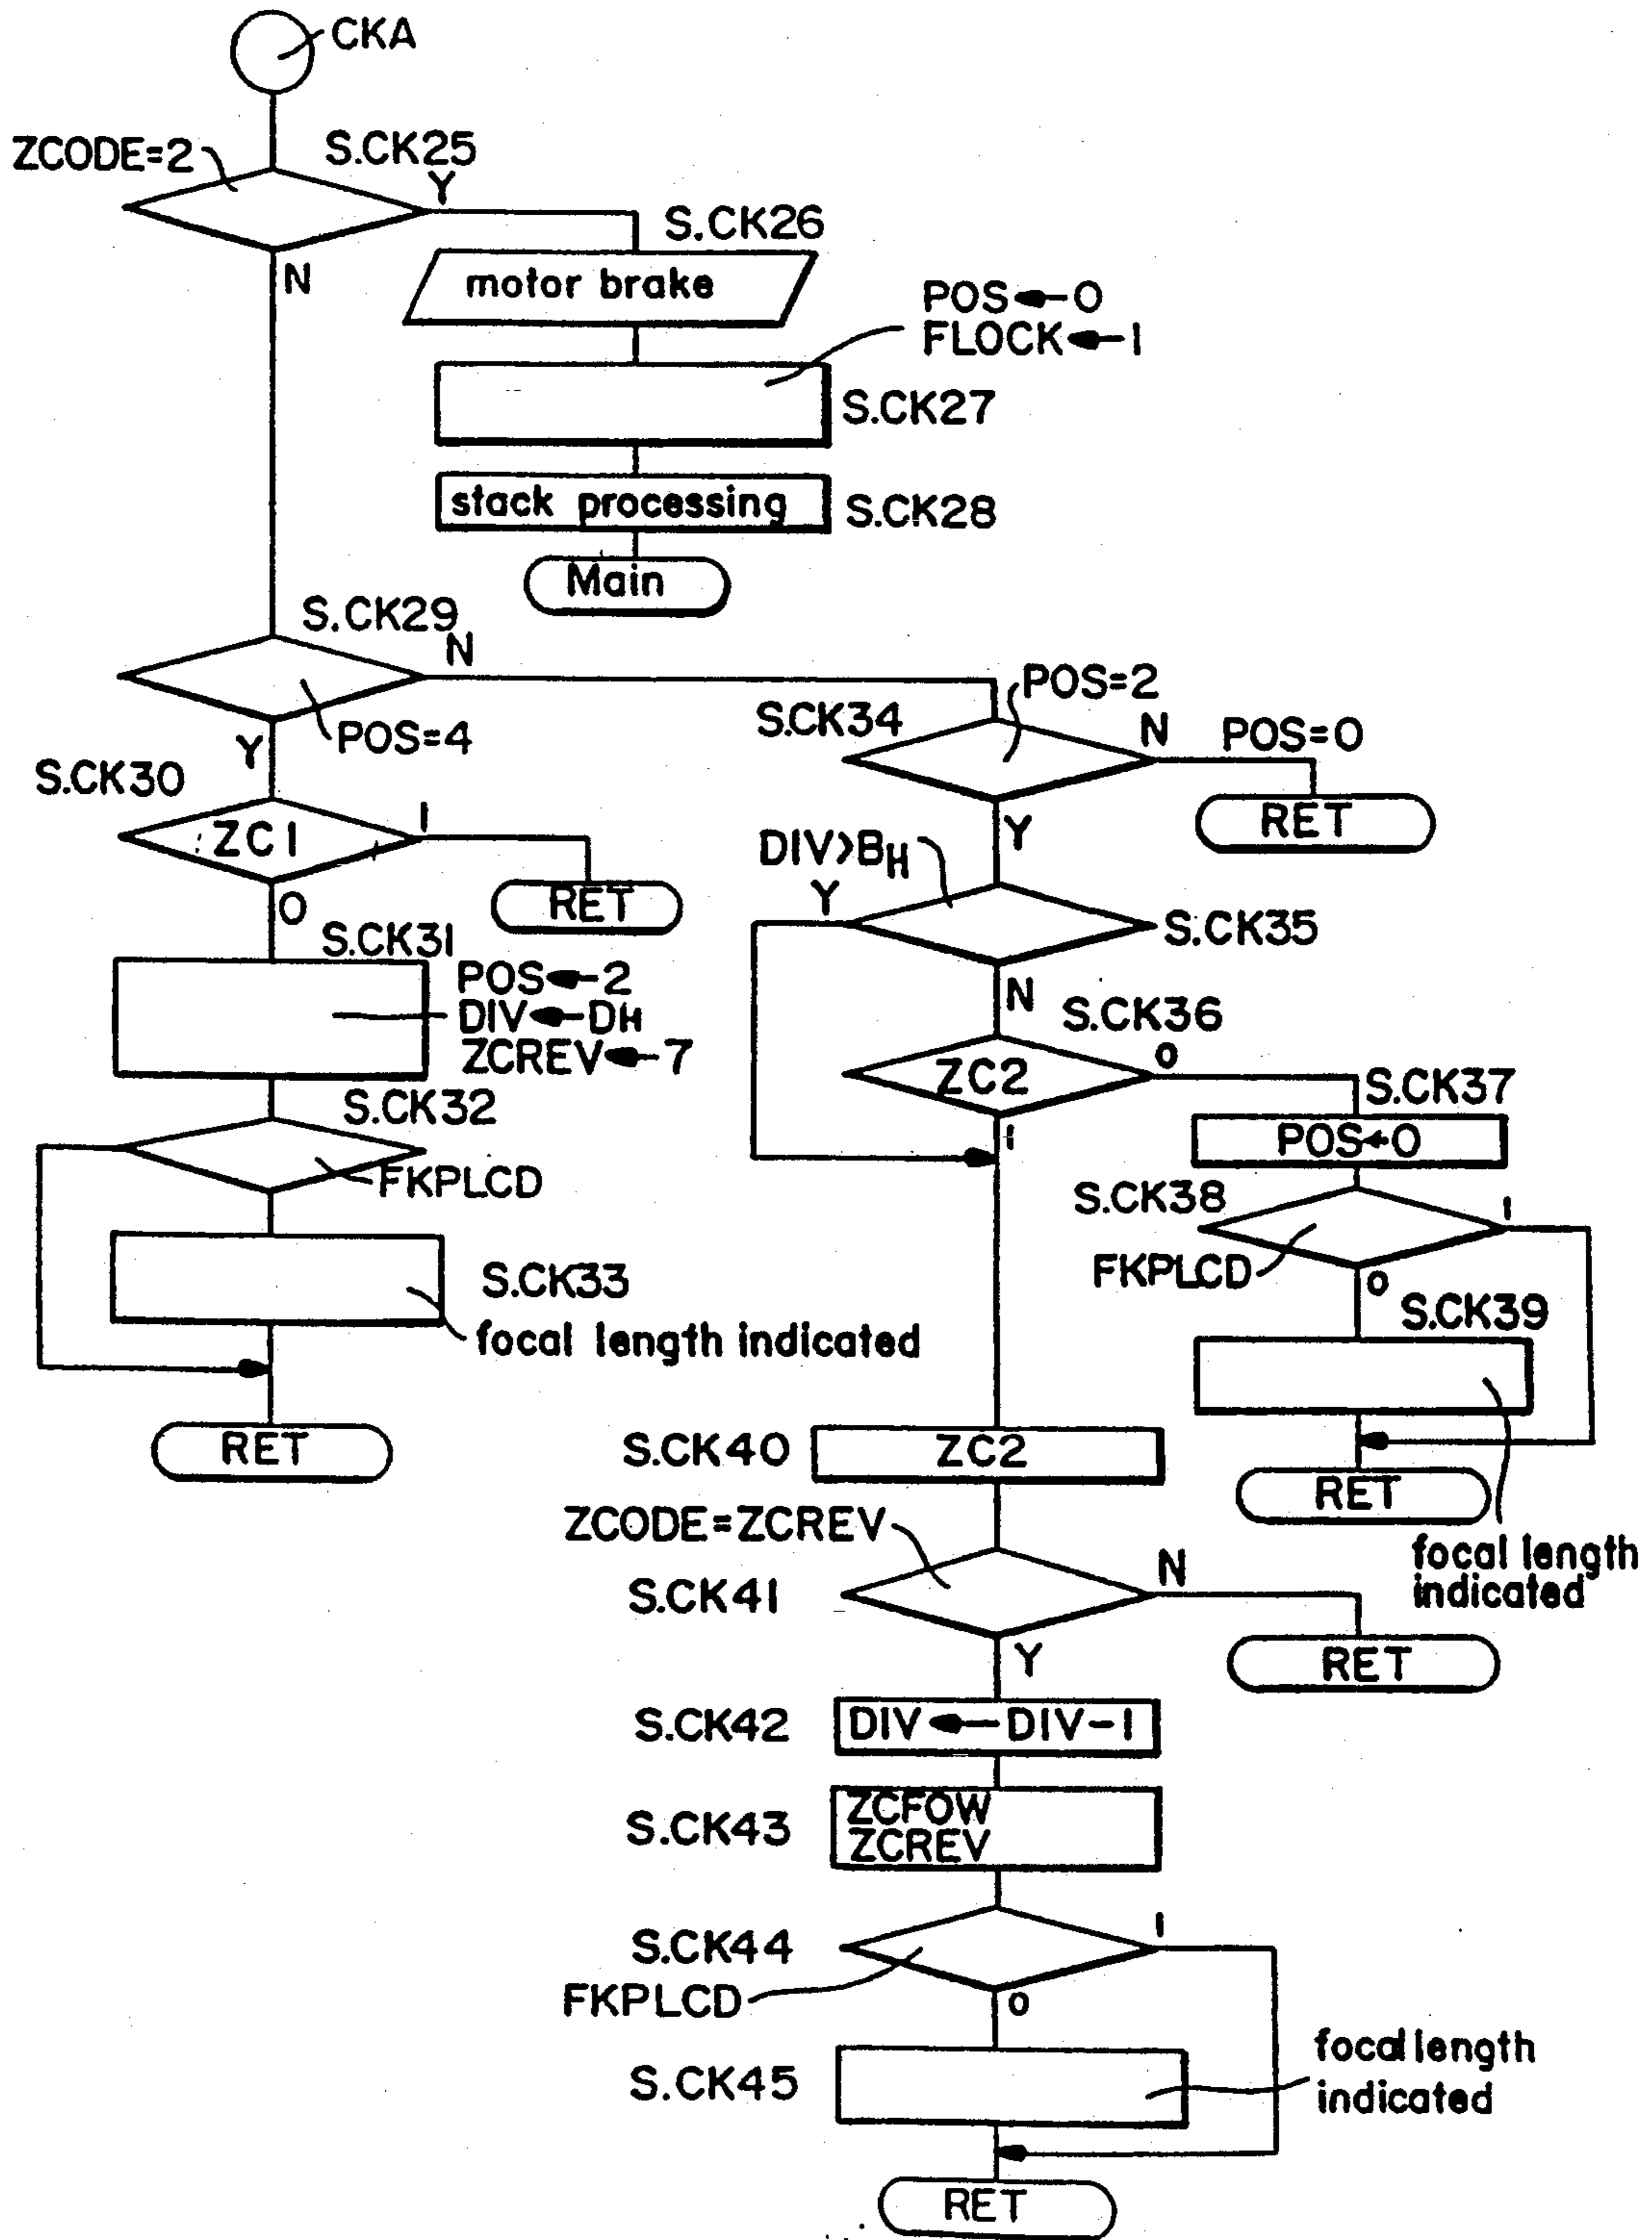 CKA
ZCODE=2
S.CK25
Y
N
S.CK26
motor brake
POS←0
FLOCK←1
S.CK27
stack processing
S.CK28
Main
S.CK29
N
POS=4
Y
S.CK30
ZC1
1
RET
0
S.CK31
POS←2
DIV←DH
ZCREV←7
S.CK32
FKPLCD
S.CK33
focal length indicated
RET
POS=2
S.CK34
N
POS=0
RET
Y
DIV>BH
Y
S.CK35
N
S.CK36
ZC2
0
1
S.CK37
POS←0
S.CK38
1
FKPLCD
0
S.CK39
RET
focal length
indicated
S.CK40
ZC2
ZCODE=ZCREV
S.CK41
N
RET
Y
S.CK42
DIV←DIV-1
S.CK43
ZCFOW
ZCREV
S.CK44
1
FKPLCD
0
S.CK45
focal length
indicated
RET